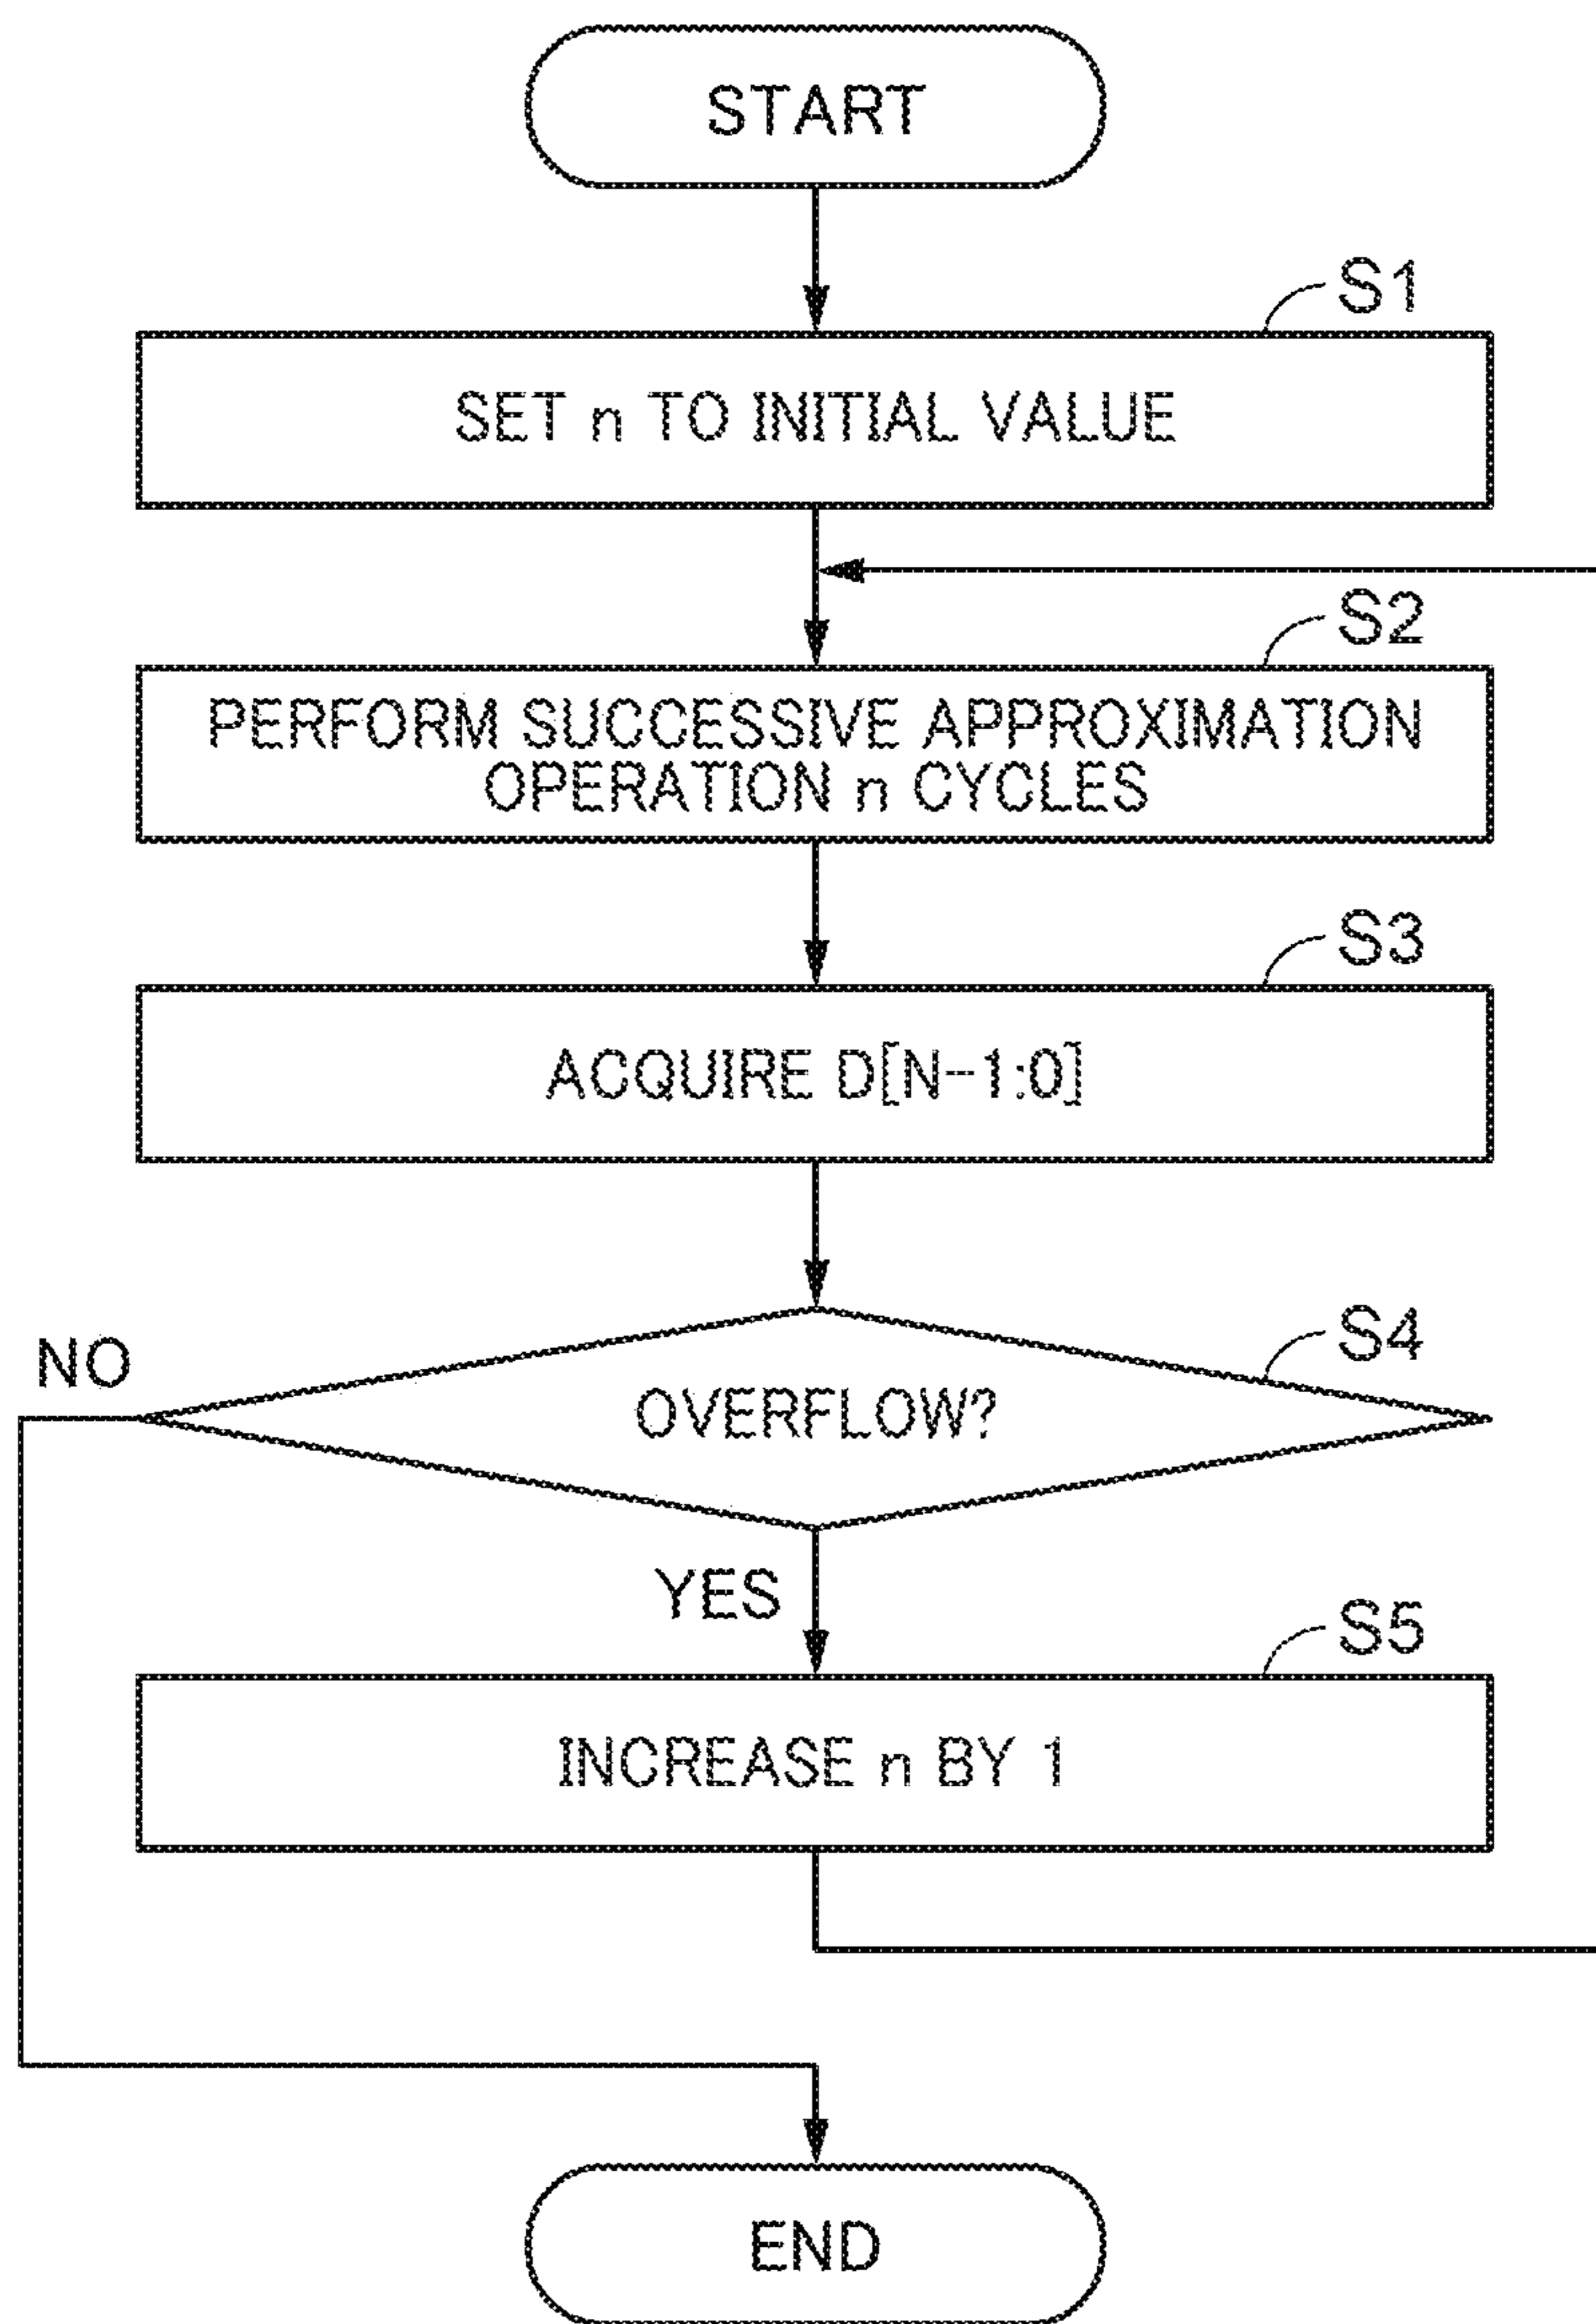 START
S1
SET n TO INITIAL VALUE
S2
PERFORM SUCCESSIVE APPROXIMATION
OPERATION n CYCLES
S3
ACQUIRE D[N-1:0]
S4
NO
OVERFLOW?
YES
S5
INCREASE n BY 1
END